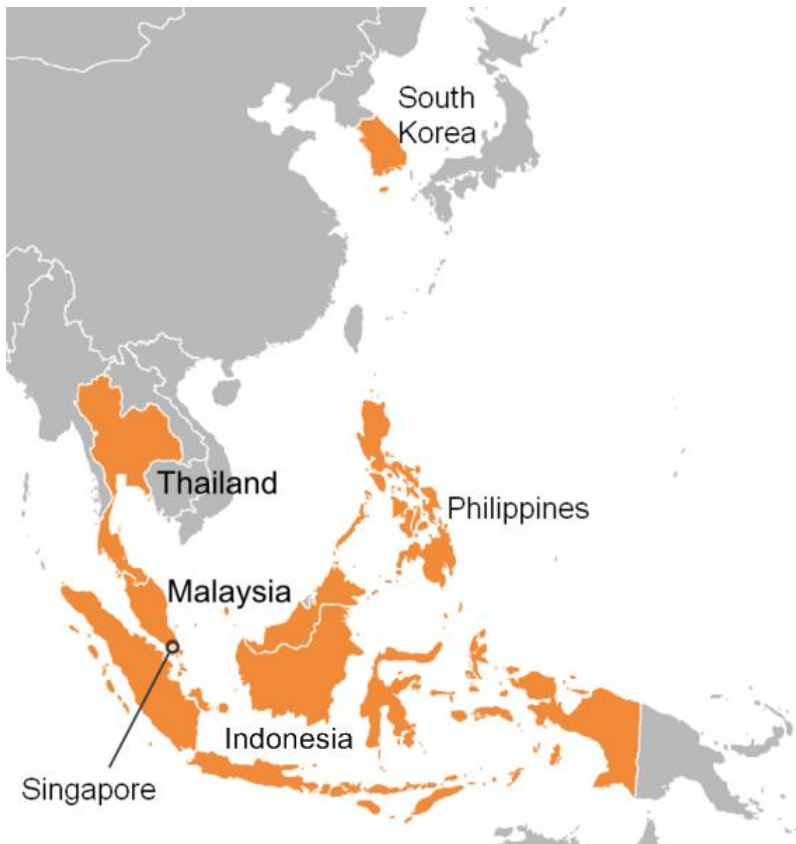 South
Korea
Thailand
Philippines
Malaysia
Indonesia
Singapore